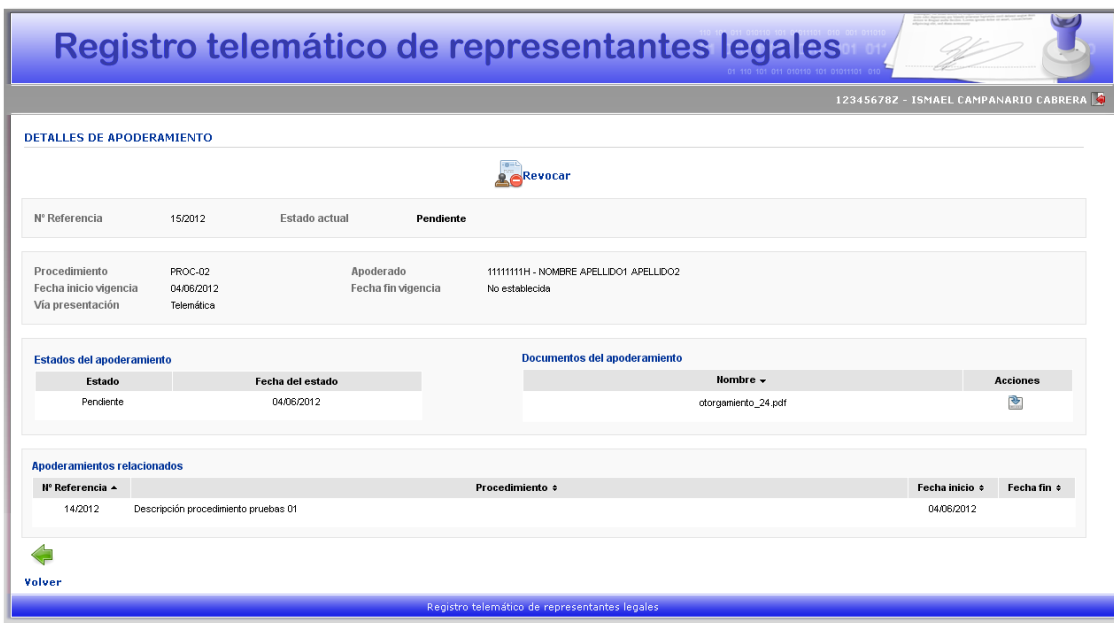 Registro telemático de representantes legales
12345678Z - ISMAEL CAMPANARIO CABRERA
DETALLES DE APODERAMIENTO
Revocar
Nº Referencia 15/2012 Estado actual Pendiente
Procedimiento PROC-02 Apoderado 11111111H - NOMBRE APELLIDO1 APELLIDO2
Fecha inicio vigencia 04/06/2012 Fecha fin vigencia No establecida
Vía presentación Telemática
Estados del apoderamiento Documentos del apoderamiento
Estado Fecha del estado Nombre Acciones
Pendiente 04/06/2012 otorgamiento_24.pdf
Apoderamientos relacionados
Nº Referencia Procedimiento Fecha inicio Fecha fin
14/2012 Descripción procedimiento pruebas 01 04/06/2012
Volver
Registro telemático de representantes legales